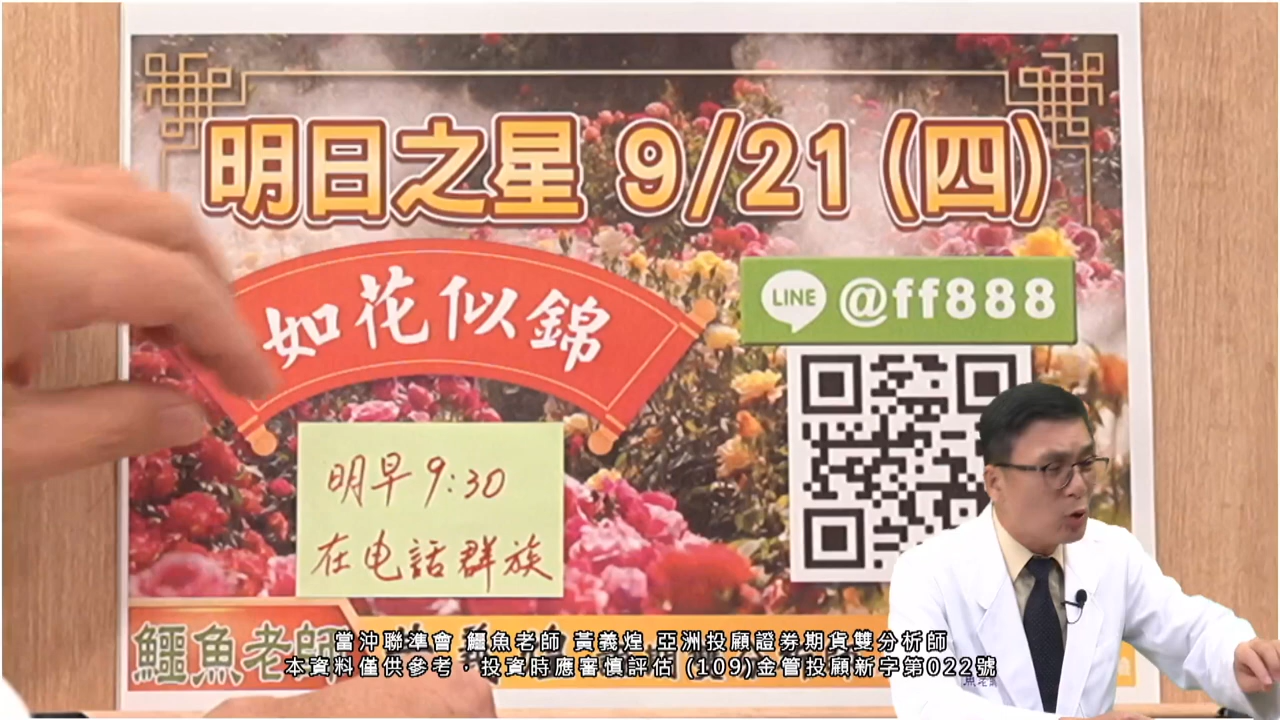 明日之星 9/21(四)
如花似錦
LINE @ff888
明早9:30
在电話群族
鱷魚老師
當沖聯準會 鱷魚老師 黃義煌 亞洲投顧證券期貨雙分析師
本資料僅供參考，投資時應審慎評估 (109)金管投顧新字第022號